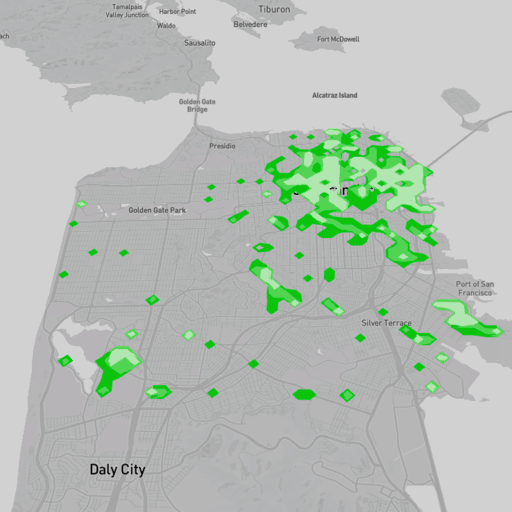 Tiburon
Tamalpais
Valley Junction
Harbor Point
Waldo
Belvedere
Sausalito
Fort McDowell
Alcatraz Island
Golden Gate
Bridge
Presidio
Golden Gate Park
Port of San
Francisco
Silver Terrace
Daly City